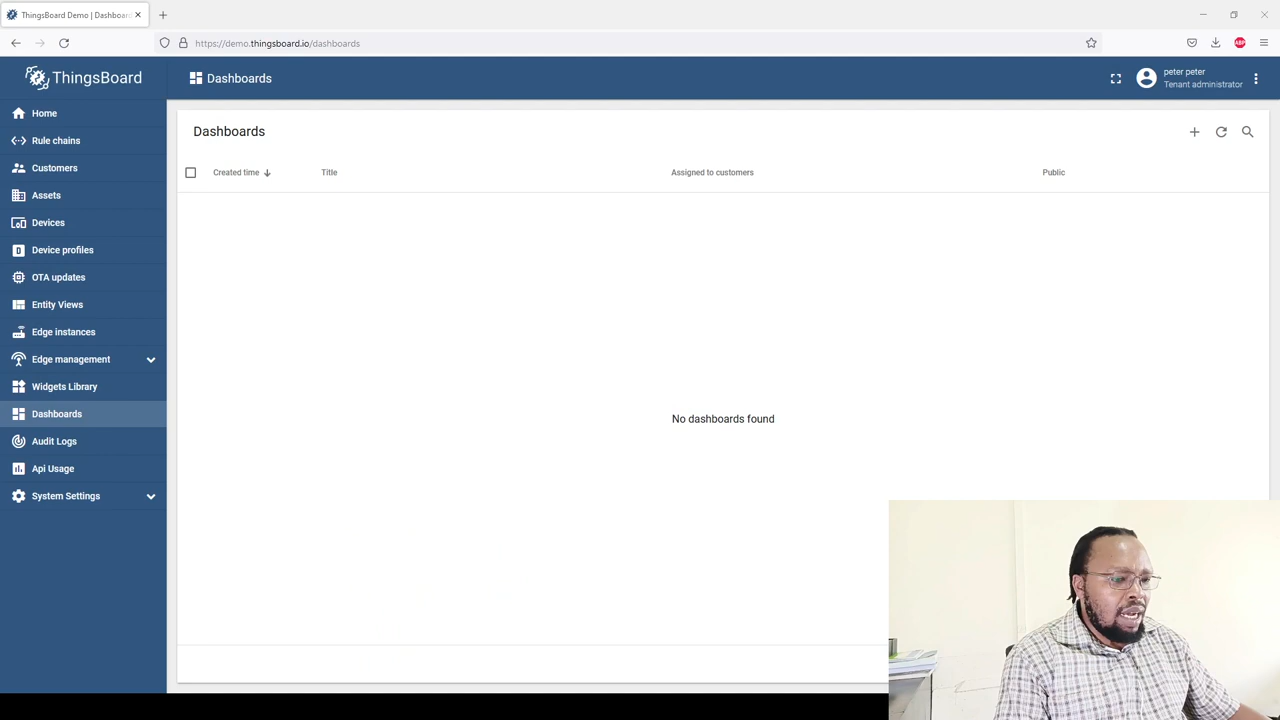 ThingsBoard Demo | Dashboar
https://demo.thingsboard.io/dashboards
ABP
ThingsBoard
Dashboards
peter peter
Tenant administrator
Home
Rule chains
Customers
Assets
Devices
Device profiles
OTA updates
Entity Views
Edge instances
Edge management
Widgets Library
Dashboards
Audit Logs
Api Usage
System Settings
Dashboards
Created time
Title
Assigned to customers
Public
No dashboards found